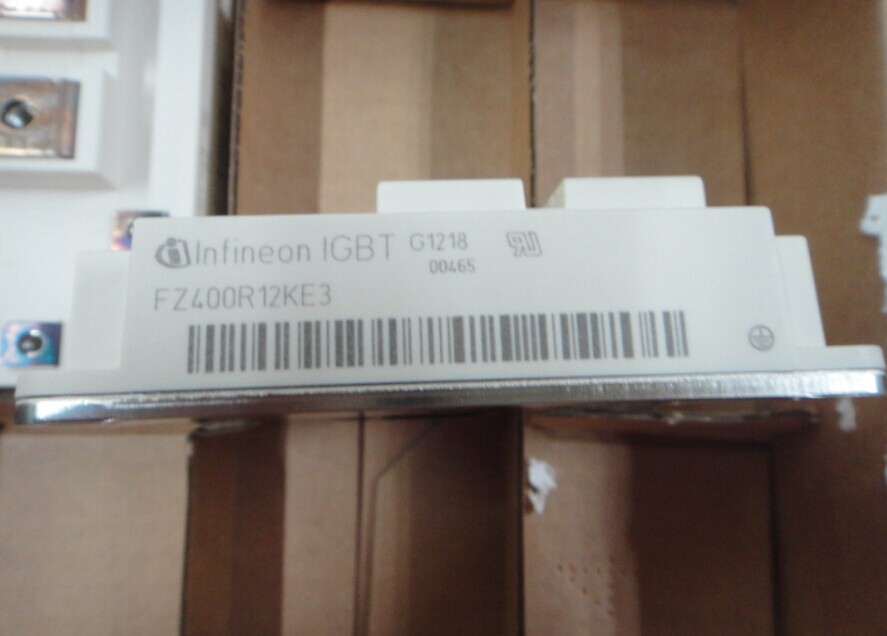 Infineon IGBT G1218
00465
FZ400R12KE3